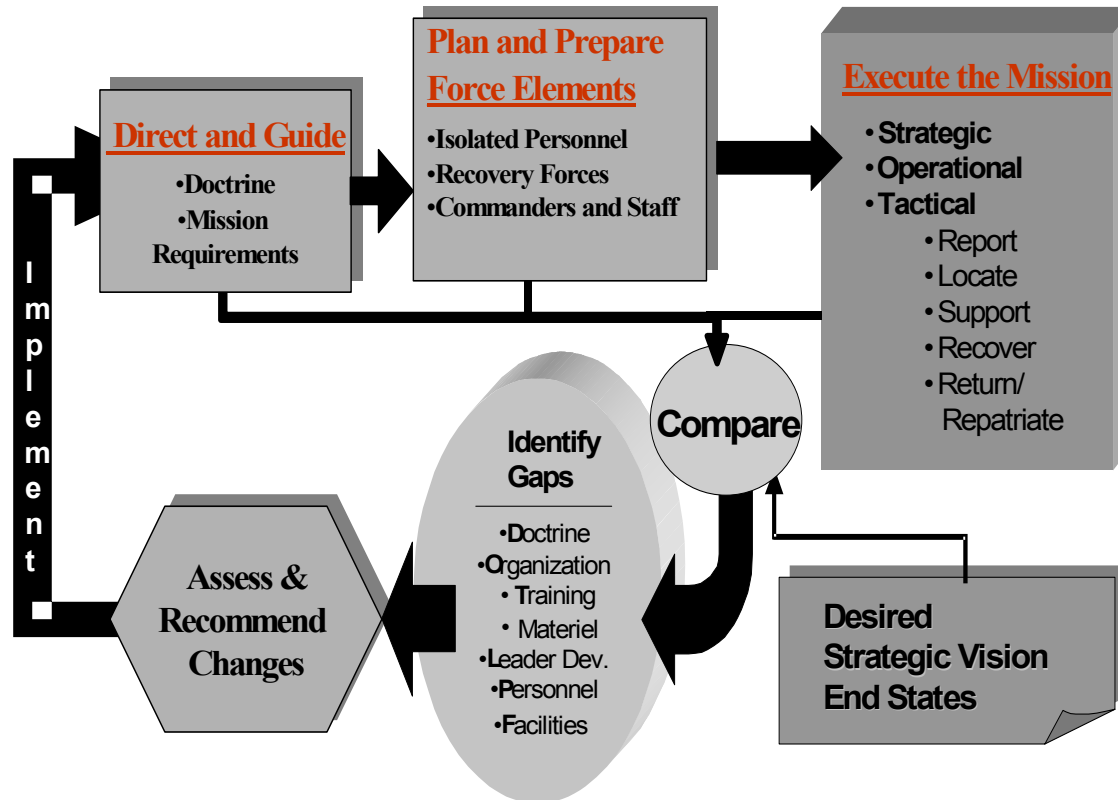 Direct and Guide
•Doctrine
•Mission
Requirements
Plan and Prepare
Force Elements
•Isolated Personnel
•Recovery Forces
•Commanders and Staff
Execute the Mission
•Strategic
•Operational
•Tactical
•Report
•Locate
•Support
•Recover
•Return/
Repatriate
Compare
Desired
Strategic Vision
End States
Identify
Gaps
•Doctrine
•Organization
•Training
•Materiel
•Leader Dev.
•Personnel
•Facilities
Assess &
Recommend
Changes
Implement